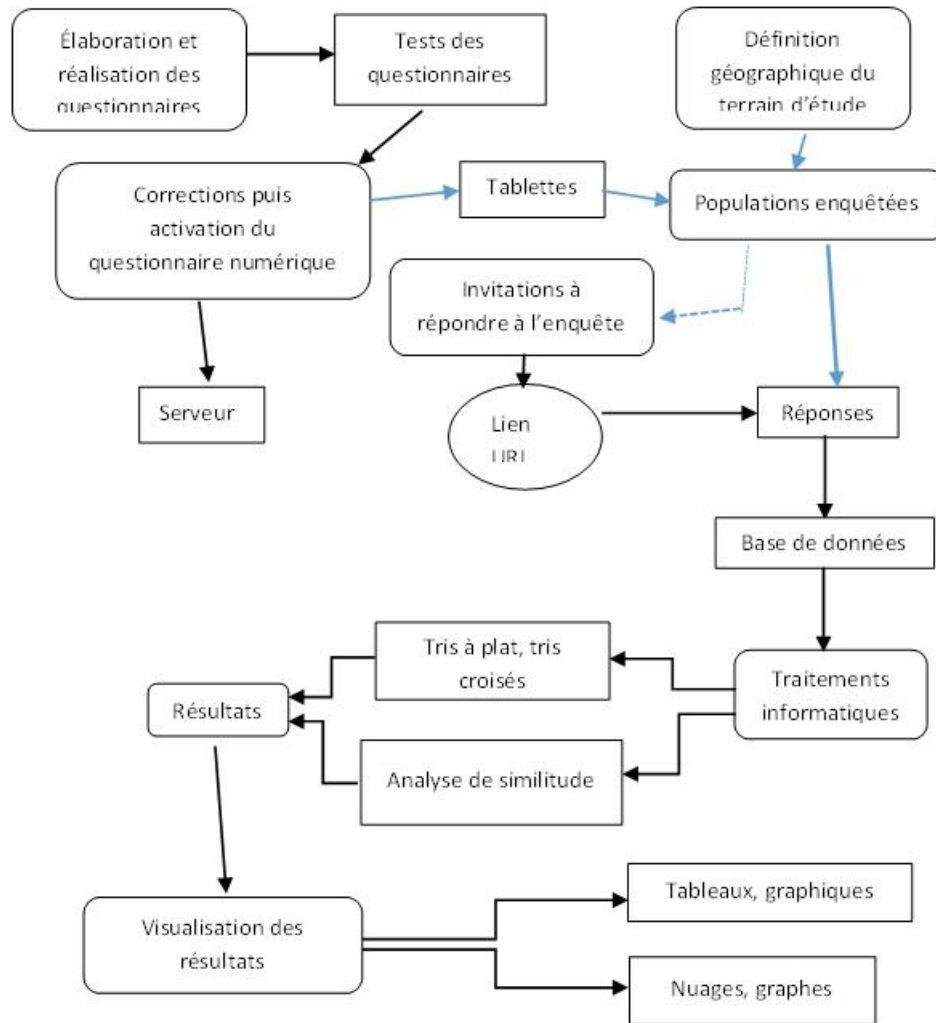 Élaboration et
réalisation des
questionnaires
Tests des
questionnaires
Définition
géographique du
terrain d'étude
Corrections puis
activation du
questionnaire numérique
Tablettes
Populations enquêtées
Invitations à
répondre à l'enquête
Serveur
Lien
URL
Réponses
Base de données
Tris à plat, tris
croisés
Traitements
informatiques
Résultats
Analyse de similitude
Tableaux, graphiques
Visualisation des
résultats
Nuages, graphes